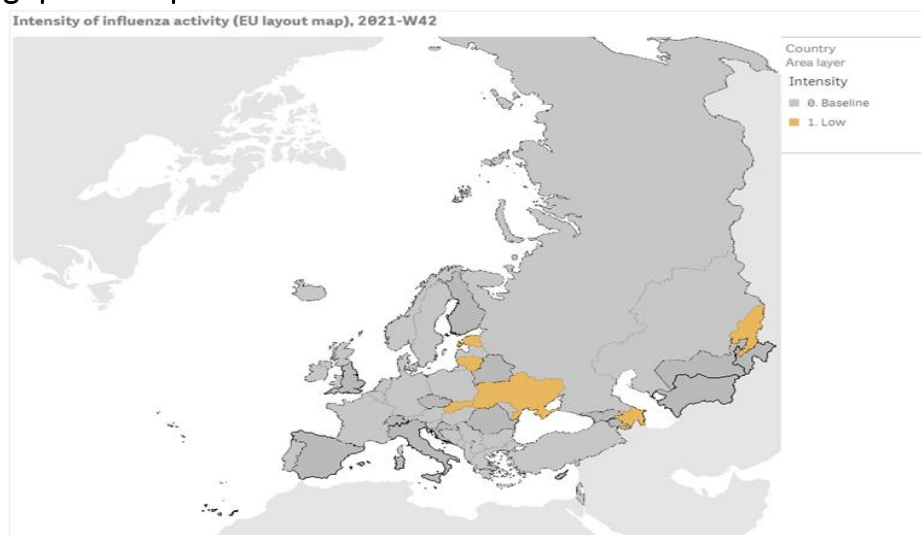 Intensity of influenza activity (EU layout map), 2021-W42
Country
Area layer
Intensity
0. Baseline
1. Low